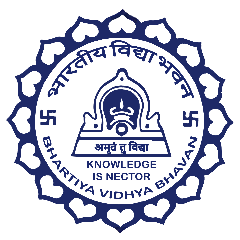 भारतीय विद्या भवन
अमृतं तु विद्या
KNOWLEDGE
IS NECTOR
BHARTIYA VIDHYA BHAVAN